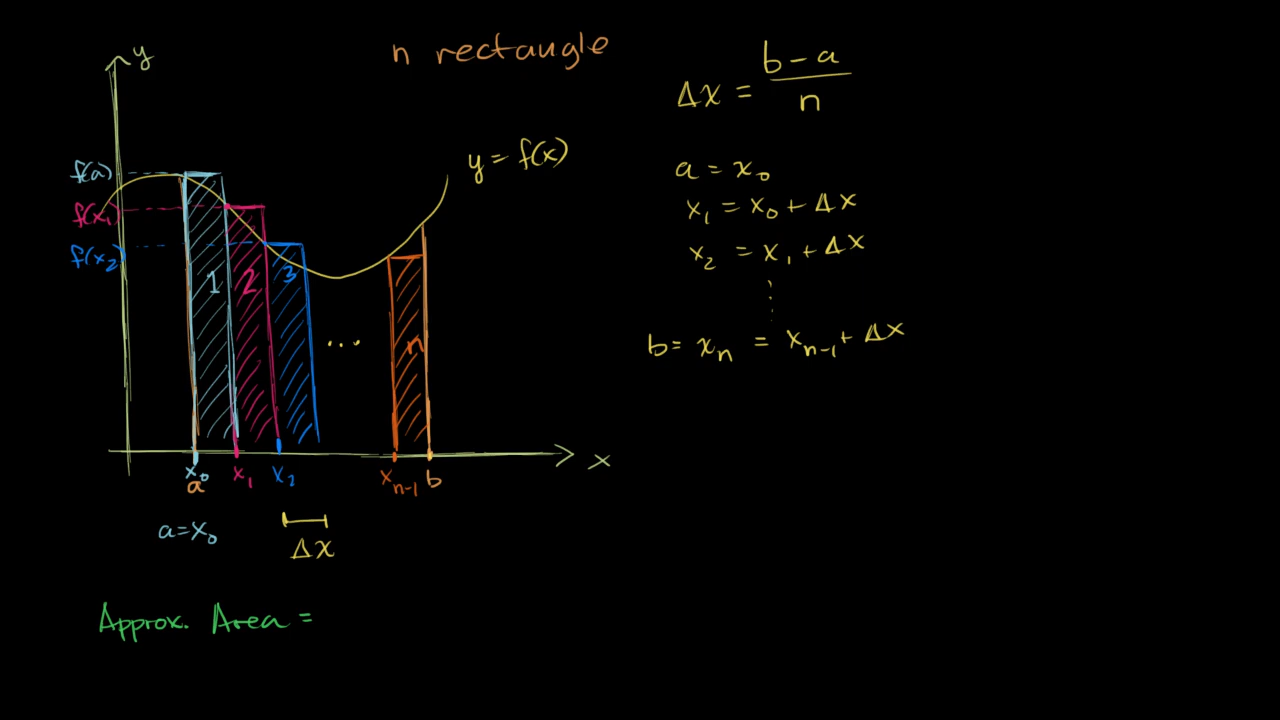 n rectangle
y
y = f(x)
f(a)
f(x₁)
f(x₂)
1
2
3
...
n
x
x₀
a
x₁
x₂
xₙ₋₁
b
a=x₀
Δx
Approx. Area =
Δx = b-a/n
a = x₀
x₁ = x₀ + Δx
x₂ = x₁ + Δx
⋮
b = xₙ = xₙ₋₁ + Δx